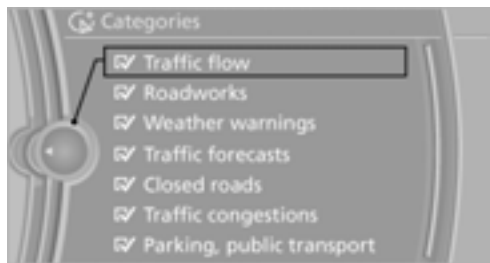 Categories
Traffic flow
Roadworks
Weather warnings
Traffic forecasts
Closed roads
Traffic congestions
Parking, public transport